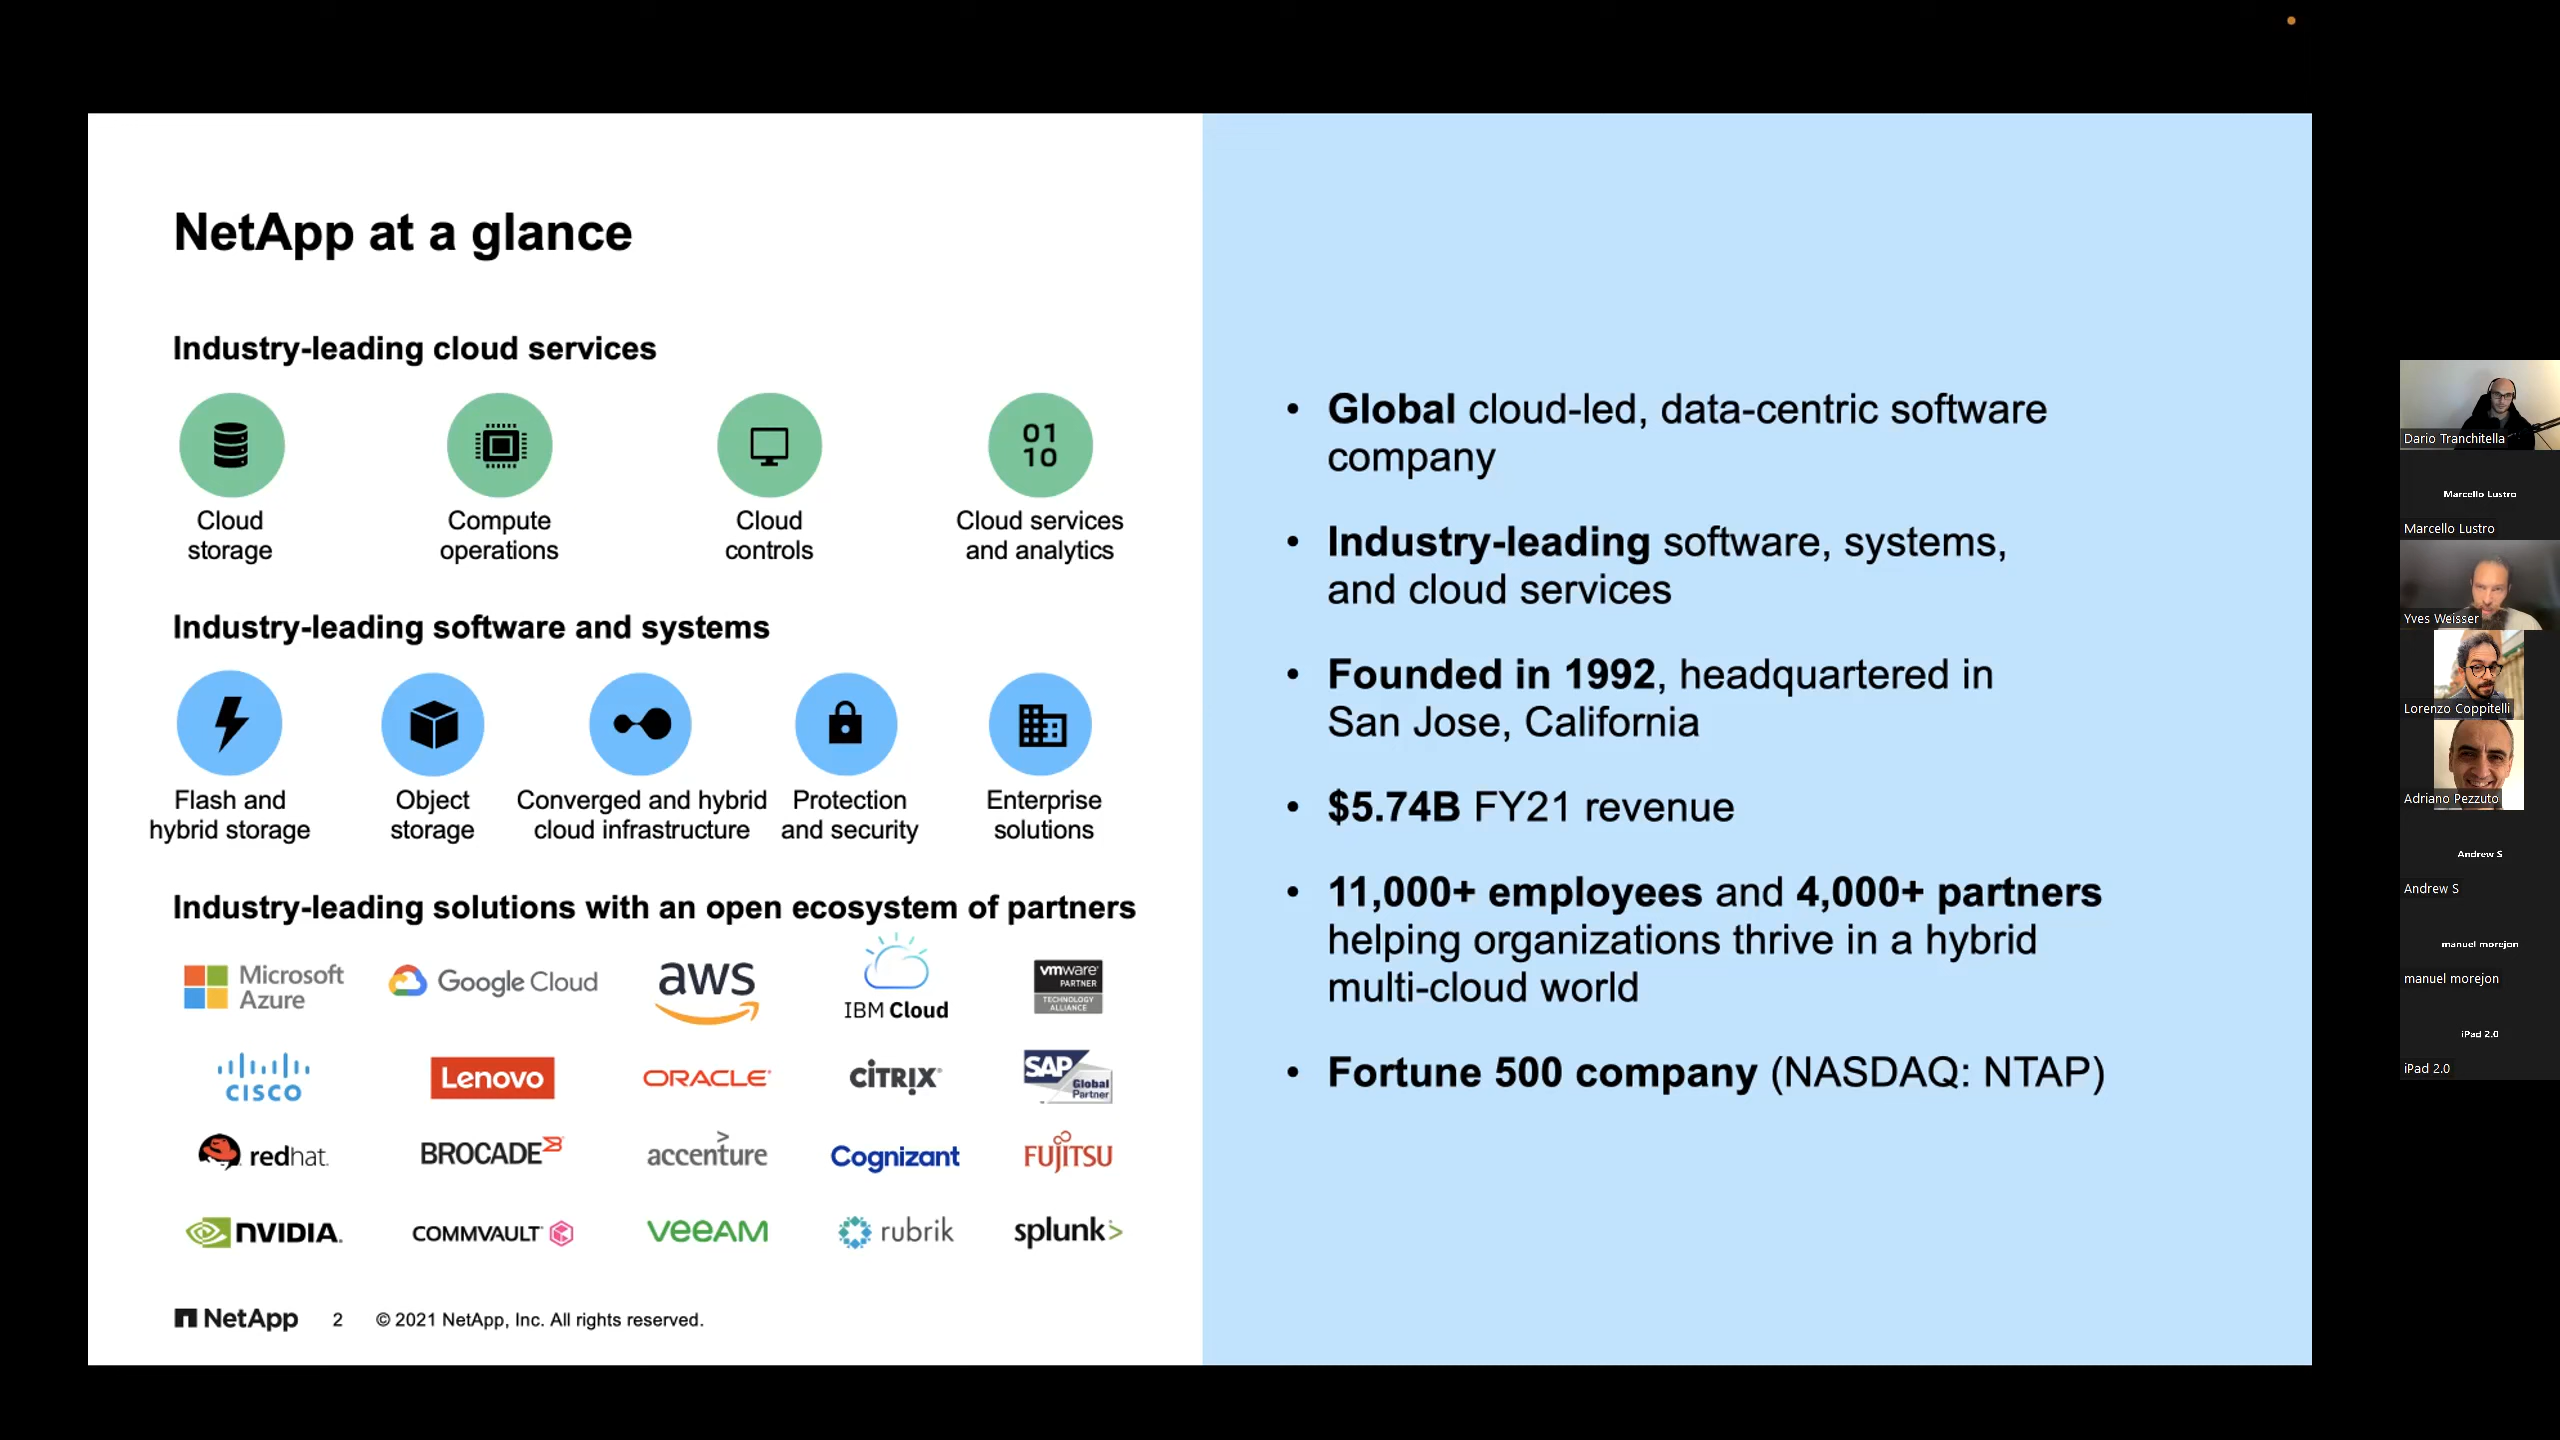 NetApp at a glance
Industry-leading cloud services
Cloud
storage
Compute
operations
Cloud
controls
01
10
Cloud services
and analytics
Industry-leading software and systems
Flash and
hybrid storage
Object
storage
Converged and hybrid
cloud infrastructure
Protection
and security
Enterprise
solutions
Industry-leading solutions with an open ecosystem of partners
Microsoft
Azure
Google Cloud
aws
IBM Cloud
vmware®
PARTNER
TECHNOLOGY
ALLIANCE
CISCO
Lenovo
ORACLE®
CITRIX®
SAP
Global
Partner
redhat.
BROCADE
accenture
Cognizant
FUJITSU
NVIDIA.
COMMVAULT
VEEAM
rubrik
splunk>
NetApp 2 © 2021 NetApp, Inc. All rights reserved.
• Global cloud-led, data-centric software
company
• Industry-leading software, systems,
and cloud services
• Founded in 1992, headquartered in
San Jose, California
• $5.74B FY21 revenue
• 11,000+ employees and 4,000+ partners
helping organizations thrive in a hybrid
multi-cloud world
• Fortune 500 company (NASDAQ: NTAP)
Dario Tranchitella
Marcello Lustro
Marcello Lustro
Yves Weisser
Lorenzo Coppitelli
Adriano Pezzuto
Andrew S
Andrew S
manuel morejon
manuel morejon
iPad 2.0
iPad 2.0